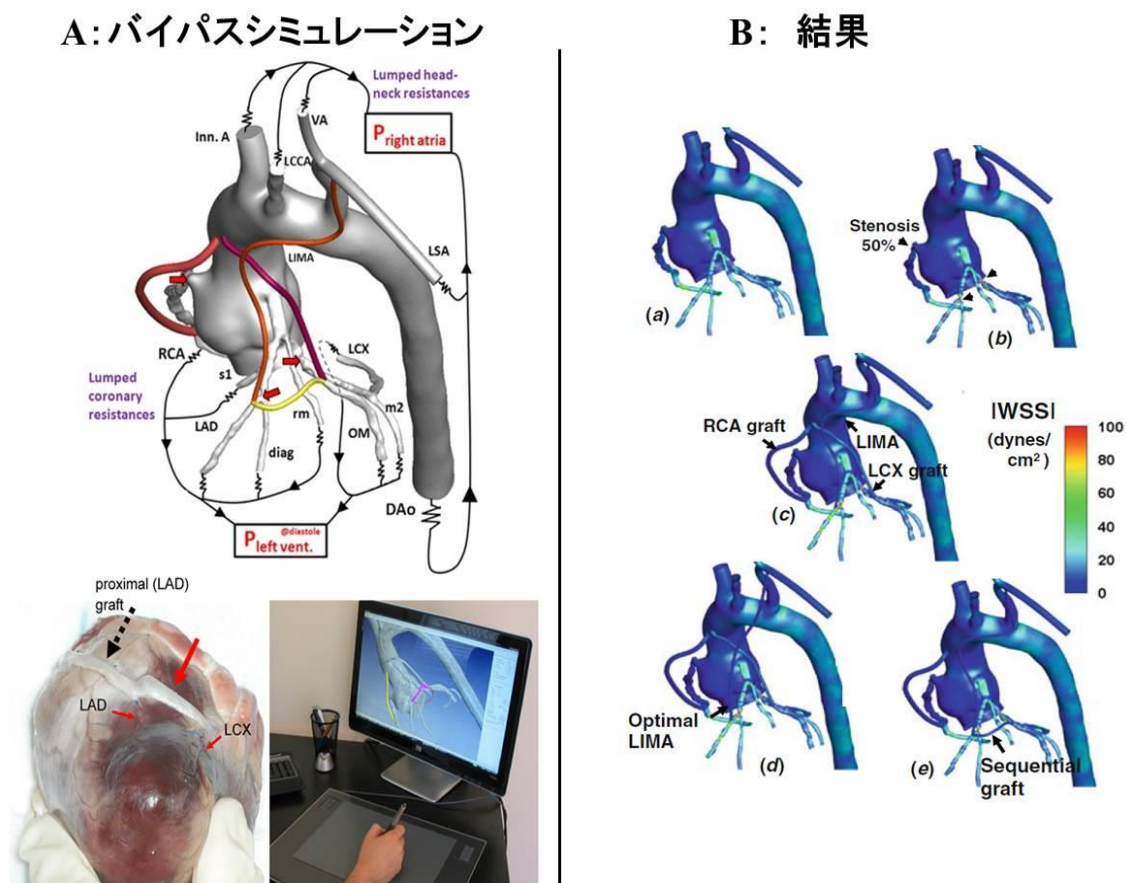 A：バイパスシミュレーション
Lumped head-
neck resistances
VA
Inn. A
P right atria
LCCA
LSA
LIMA
RCA
LCX
s1
Lumped
coronary
resistances
LAD
rm
m2
OM
diag
DAo
P left vent. @diastole
proximal (LAD)
graft
LAD
LCX
B： 結果
Stenosis
50%
(a)
(b)
|WSS|
(dynes/
cm²)
100
80
60
40
20
0
RCA graft
LIMA
LCX graft
(c)
Optimal
LIMA
(d)
(e)
Sequential
graft